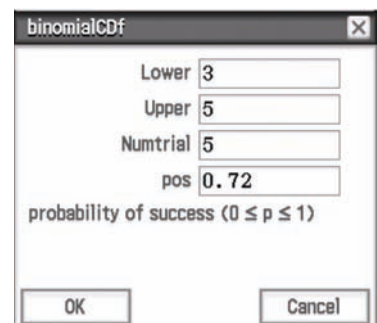 binomialCDf
Lower 3
Upper 5
Numtrial 5
pos 0.72
probability of success (0 ≤ p ≤ 1)
OK Cancel